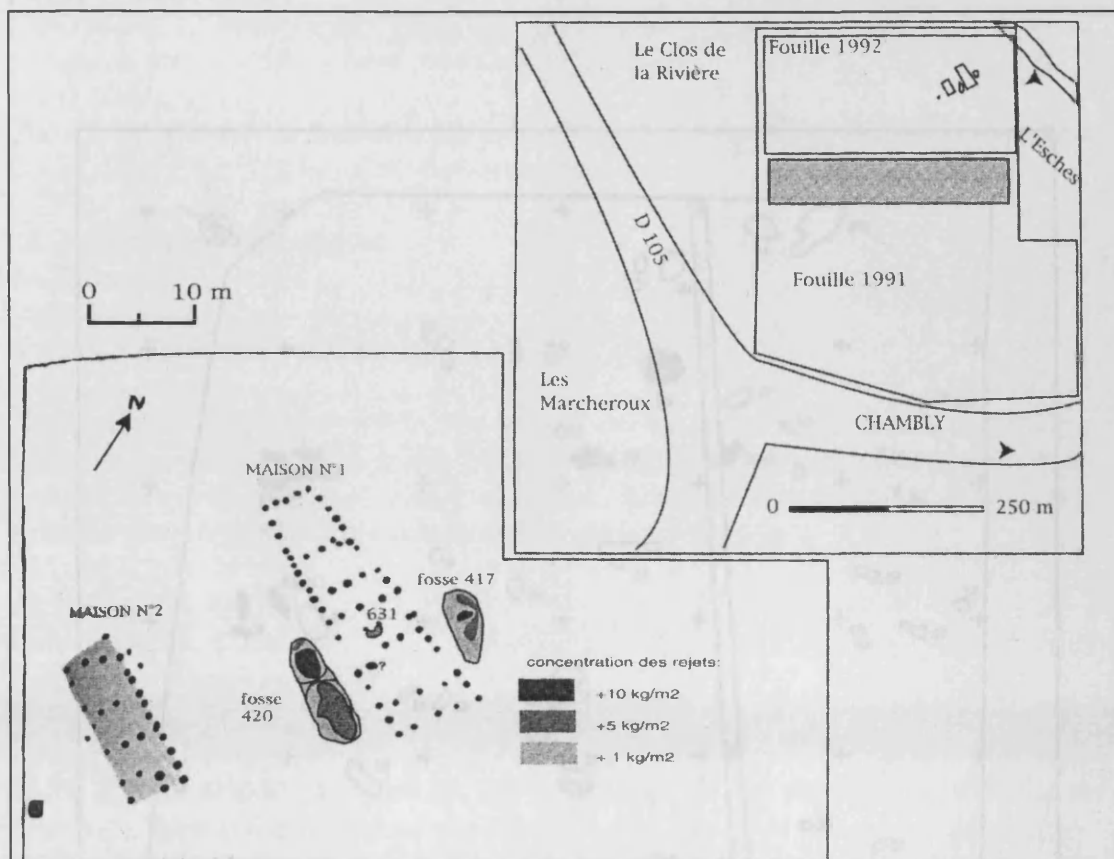 Le Clos de
la Rivière
Fouille 1992
L'Esches
D 105
Fouille 1991
Les
Marcheroux
CHAMBLY
0 250 m
0 10 m
N
MAISON N°1
fosse 417
631
MAISON N°2
?
fosse
420
concentration des rejets:
+10 kg/m2
+5 kg/m2
+ 1 kg/m2